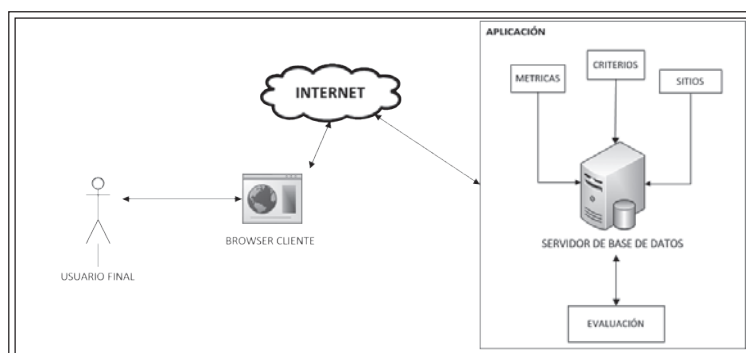 APLICACIÓN
CRITERIOS
METRICAS
SITIOS
INTERNET
SERVIDOR DE BASE DE DATOS
BROWSER CLIENTE
USUARIO FINAL
EVALUACIÓN